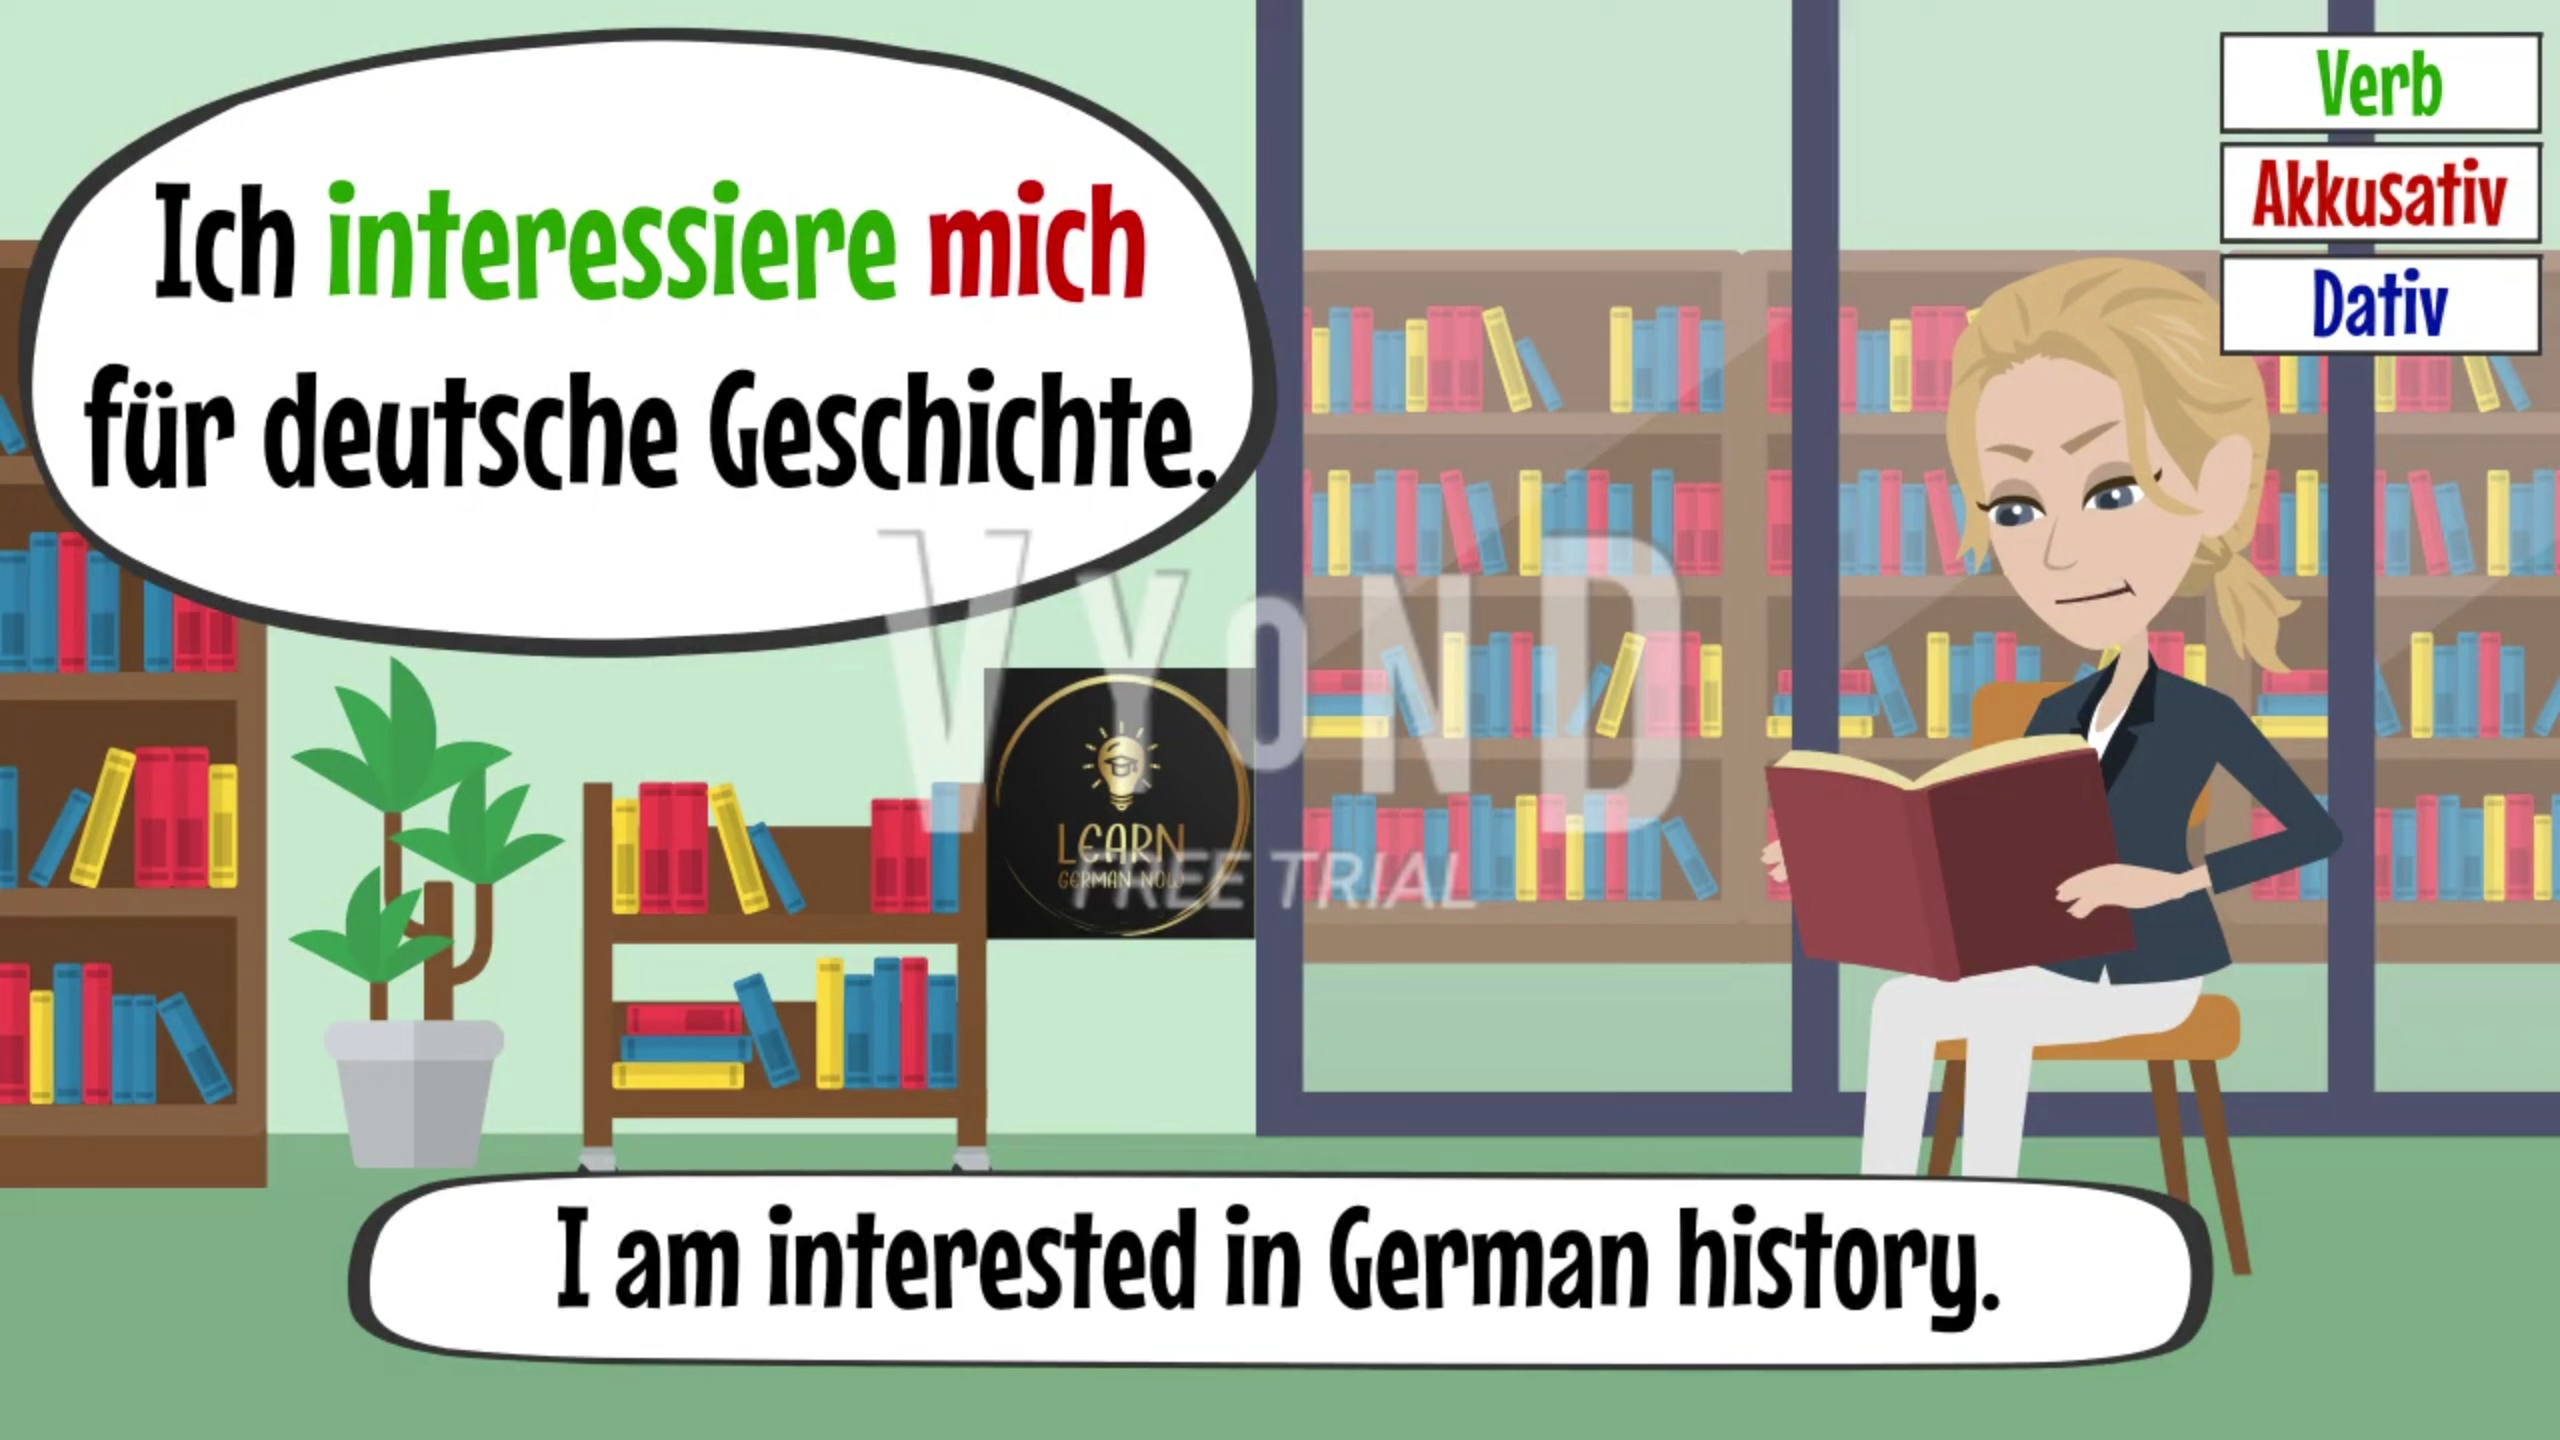 Ich interessiere mich
für deutsche Geschichte.
Verb
Akkusativ
Dativ
VYOND
FREE TRIAL
LEARN
GERMAN NOW
I am interested in German history.